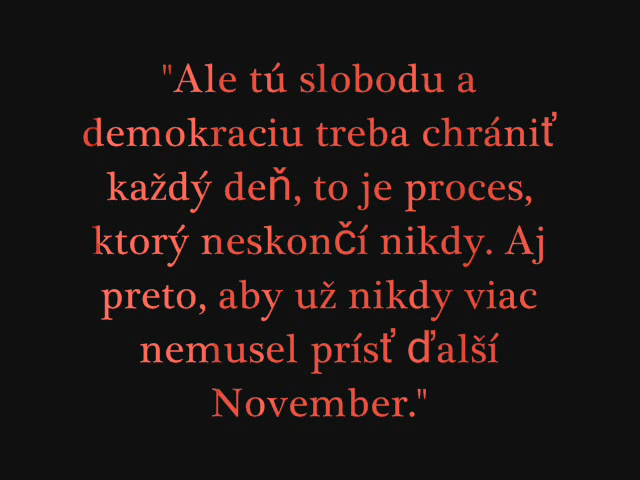 "Ale tú slobodu a
demokraciu treba chrániť
každý deň, to je proces,
ktorý neskončí nikdy. Aj
preto, aby už nikdy viac
nemusel prísť ďalší
November."